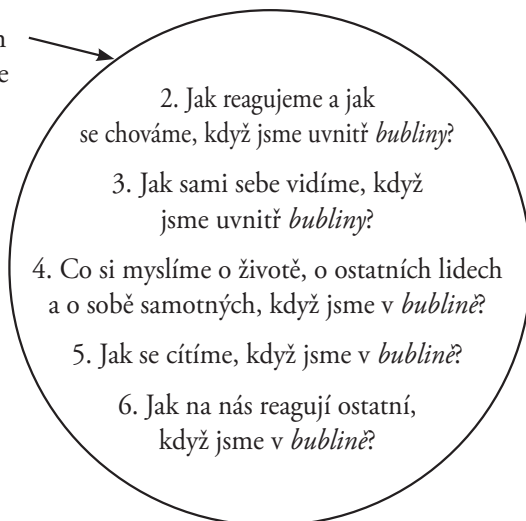 2. Jak reagujeme a jak
se chováme, když jsme uvnitř bubliny?
3. Jak sami sebe vidíme, když
jsme uvnitř bubliny?
4. Co si myslíme o životě, o ostatních lidech
a o sobě samotných, když jsme v bublině?
5. Jak se cítíme, když jsme v bublině?
6. Jak na nás reagují ostatní,
když jsme v bublině?